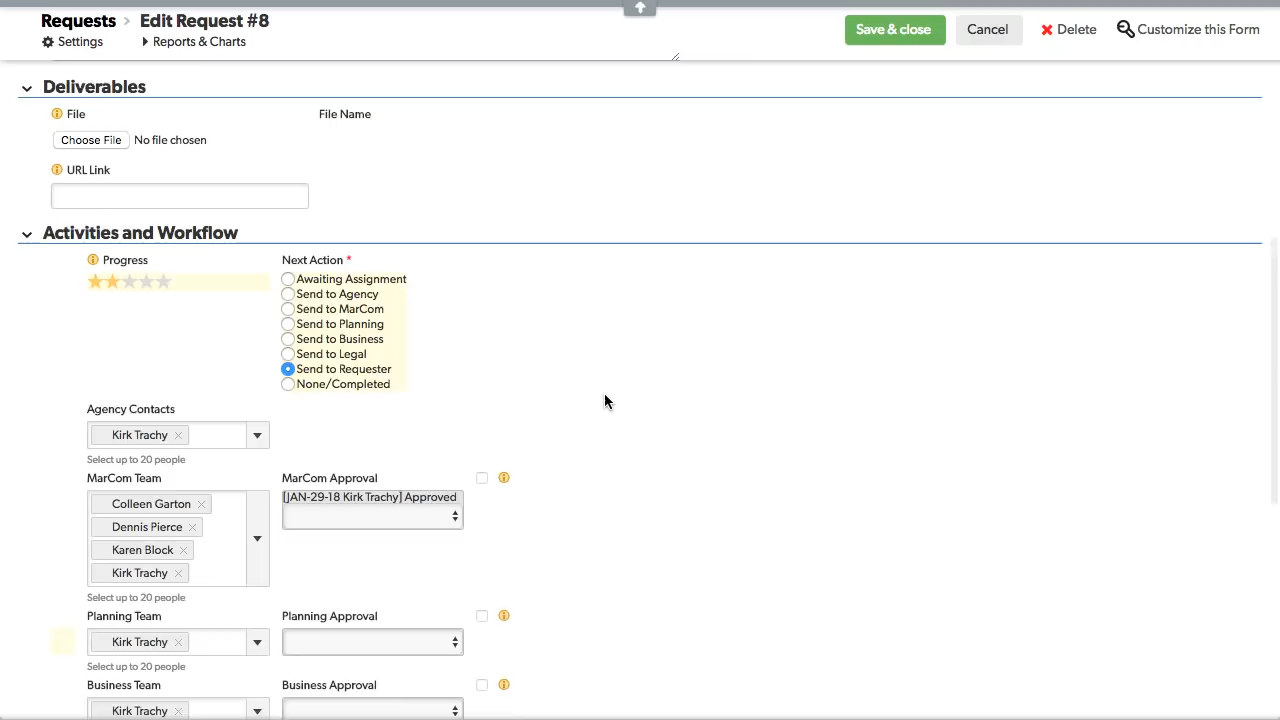 Requests > Edit Request #8
Settings Reports & Charts
Save & close Cancel Delete Customize this Form
Deliverables
File File Name
Choose File No file chosen
URL Link
Activities and Workflow
Progress Next Action *
Awaiting Assignment
Send to Agency
Send to MarCom
Send to Planning
Send to Business
Send to Legal
Send to Requester
None/Completed
Agency Contacts
Kirk Trachy
Select up to 20 people
MarCom Team MarCom Approval
[JAN-29-18 Kirk Trachy] Approved
Colleen Garton
Dennis Pierce
Karen Block
Kirk Trachy
Select up to 20 people
Planning Team Planning Approval
Kirk Trachy
Select up to 20 people
Business Team Business Approval
Kirk Trachy